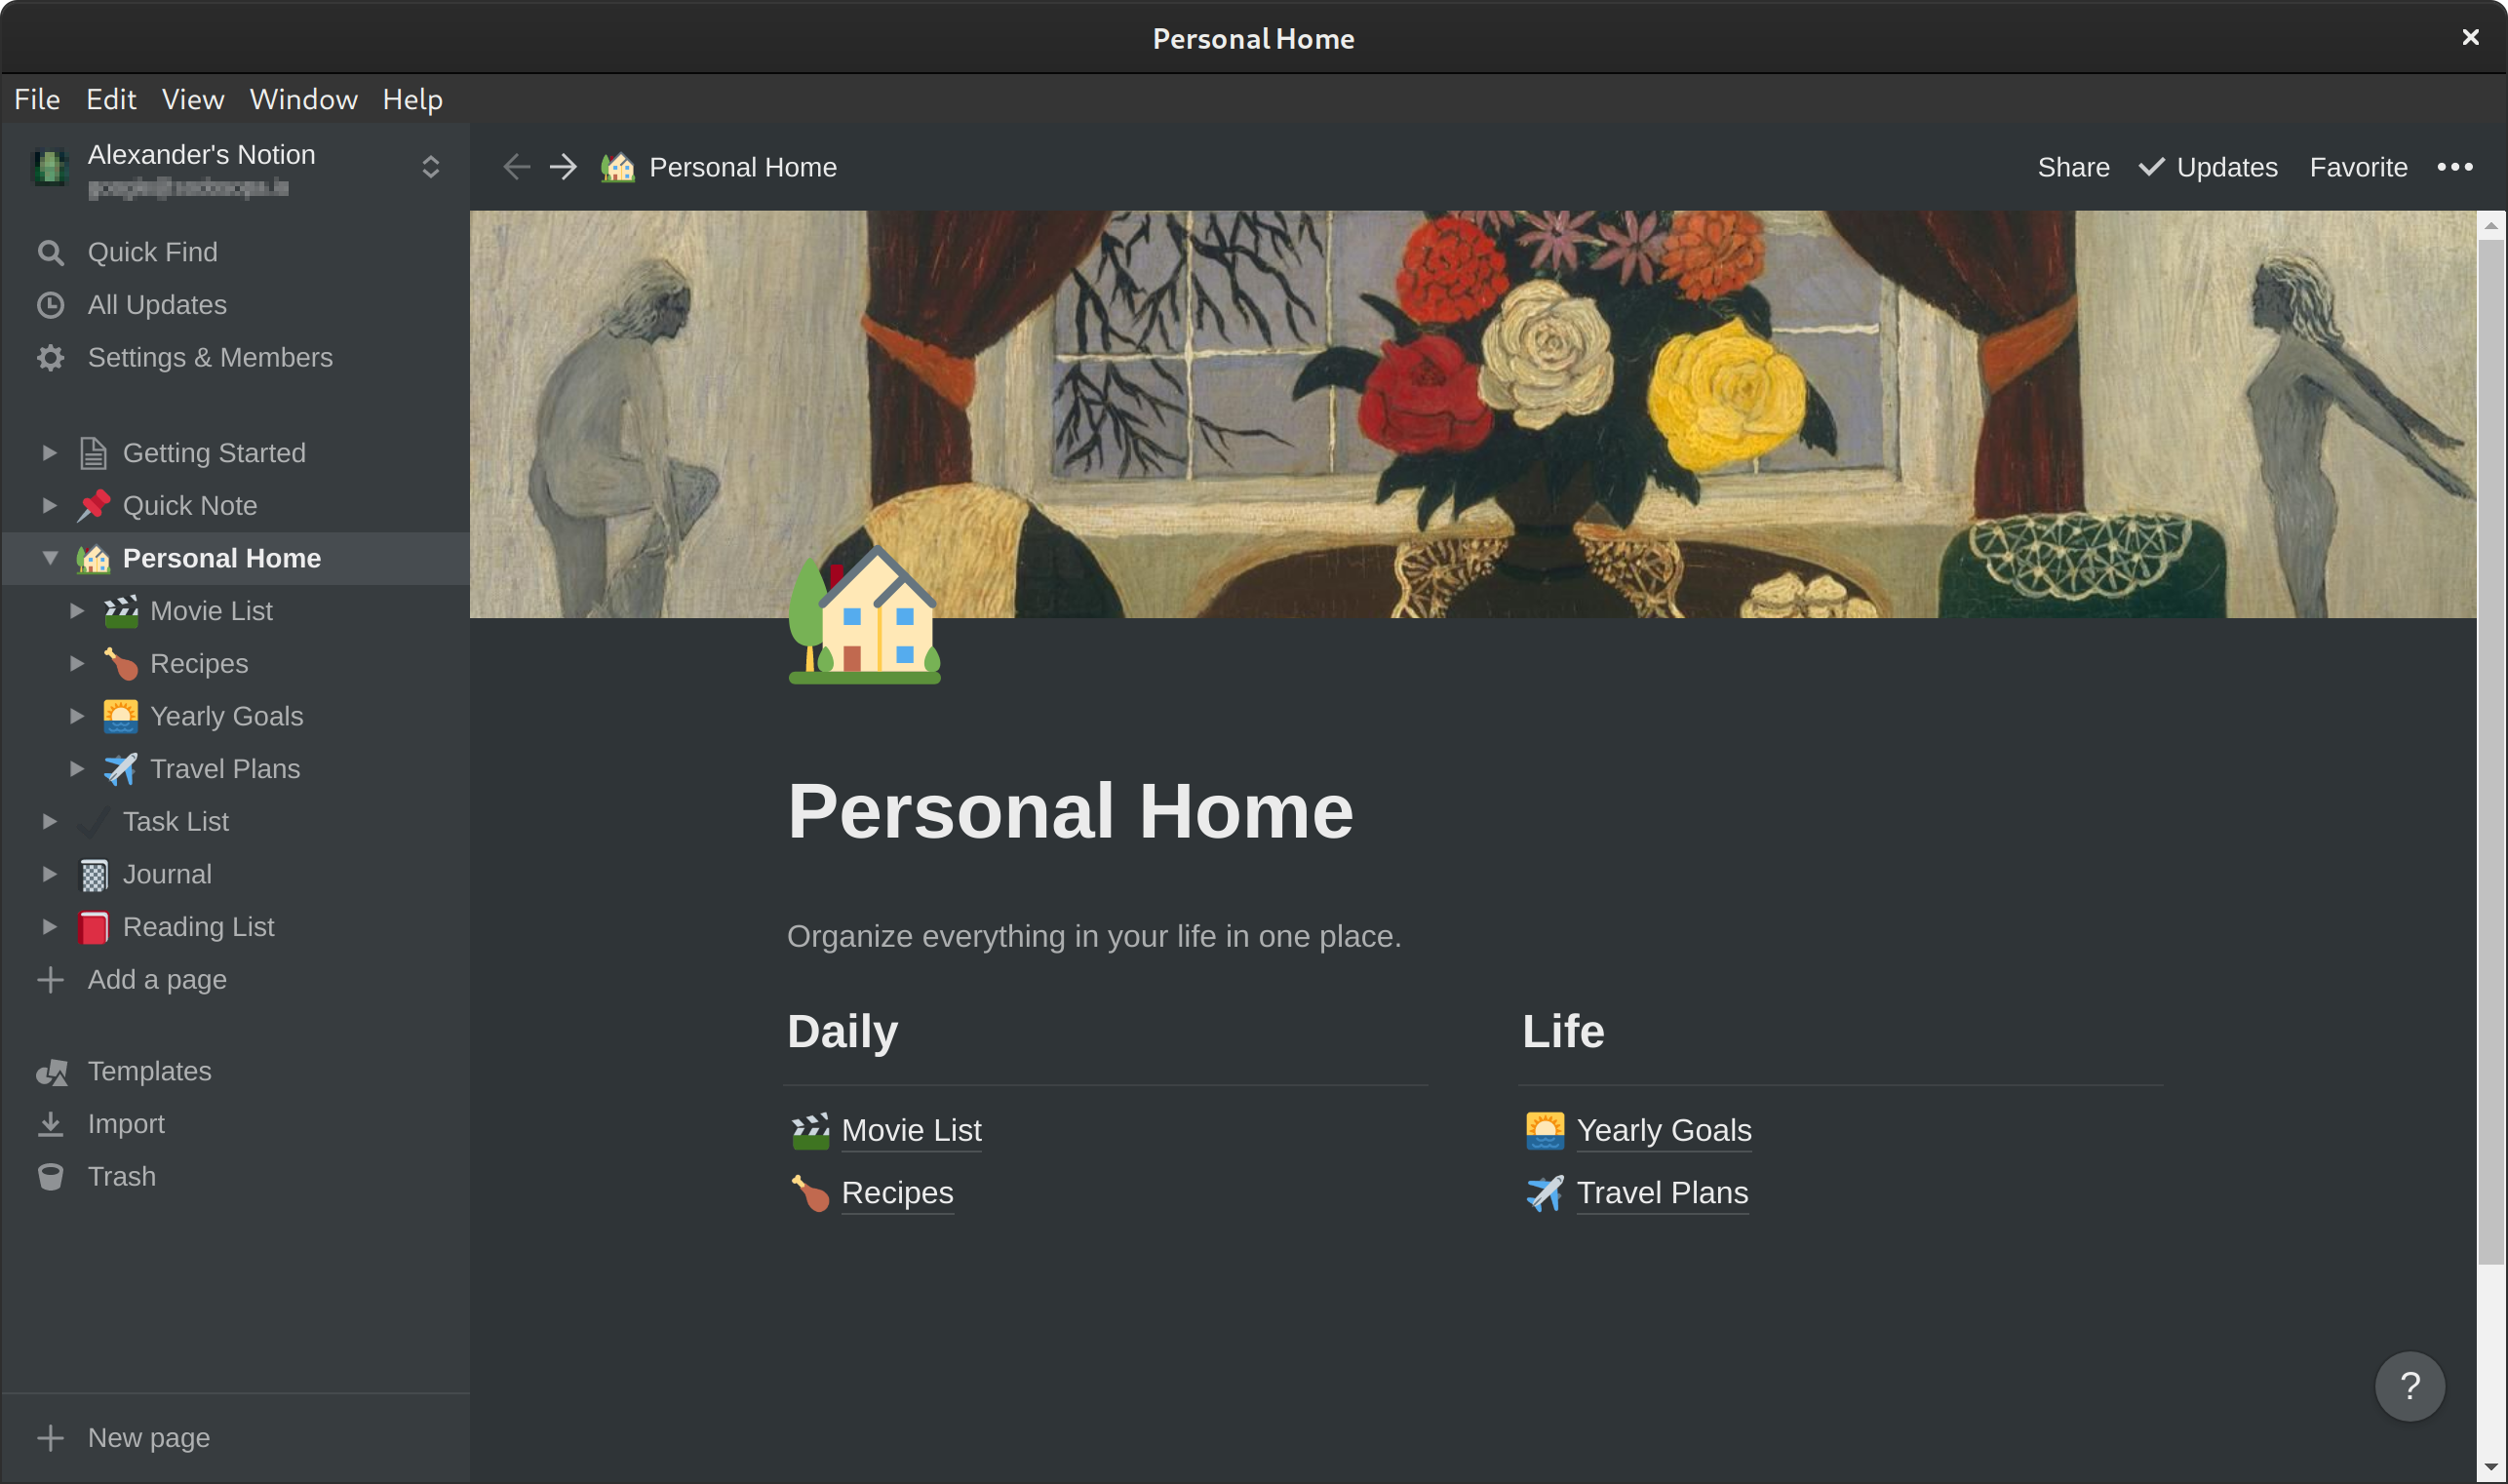 Personal Home
File Edit View Window Help
Alexander's Notion
Personal Home
Share Updates Favorite
Quick Find
All Updates
Settings & Members
Getting Started
Quick Note
Personal Home
Movie List
Recipes
Yearly Goals
Travel Plans
Task List
Journal
Reading List
Add a page
Templates
Import
Trash
New page
Personal Home
Organize everything in your life in one place.
Daily
Movie List
Recipes
Life
Yearly Goals
Travel Plans
?